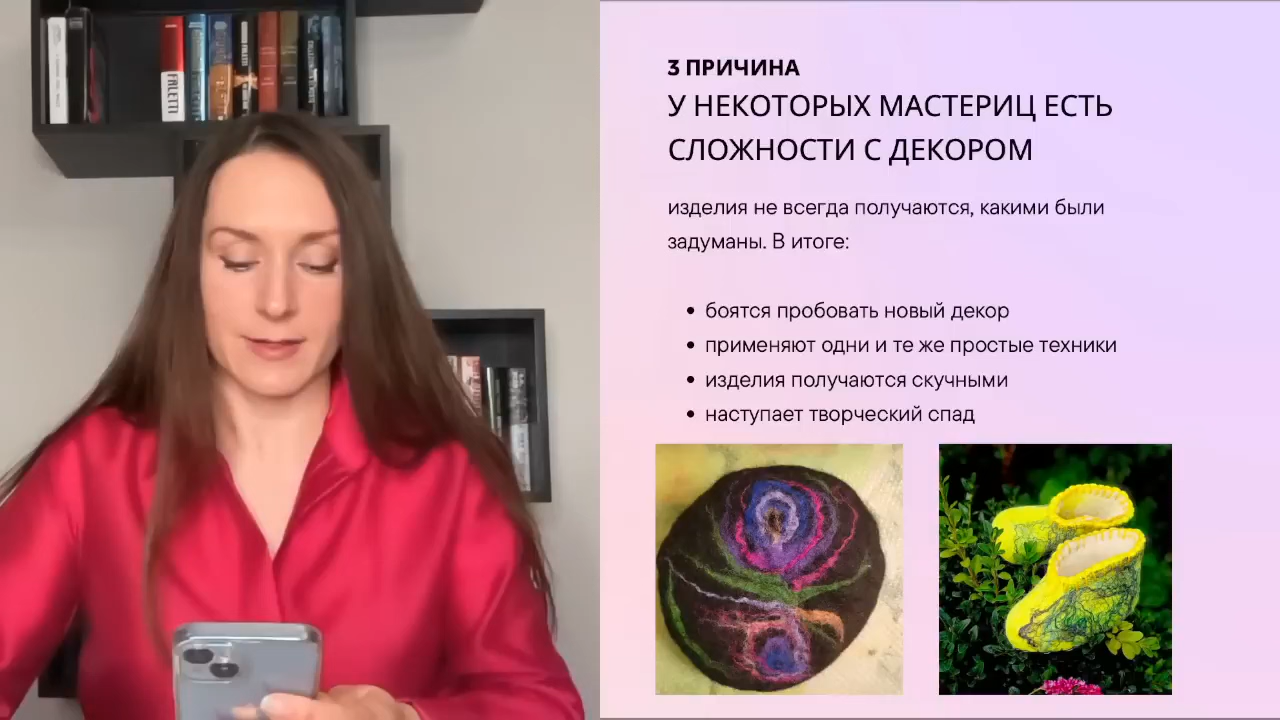 FALETTI
3 ПРИЧИНА
У НЕКОТОРЫХ МАСТЕРИЦ ЕСТЬ
СЛОЖНОСТИ С ДЕКОРОМ
изделия не всегда получаются, какими были
задуманы. В итоге:
• боятся пробовать новый декор
• применяют одни и те же простые техники
• изделия получаются скучными
• наступает творческий спад